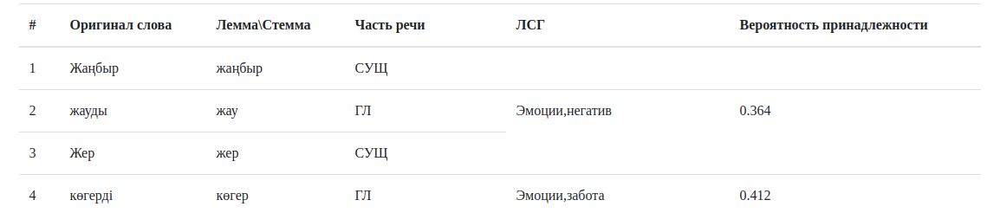 # Оригинал слова Лемма\Стемма Часть речи ЛСГ Вероятность принадлежности
1 Жаңбыр жаңбыр СУЩ
2 жауды жау ГЛ Эмоции,негатив 0.364
3 Жер жер СУЩ
4 көгерді көгер ГЛ Эмоции,забота 0.412